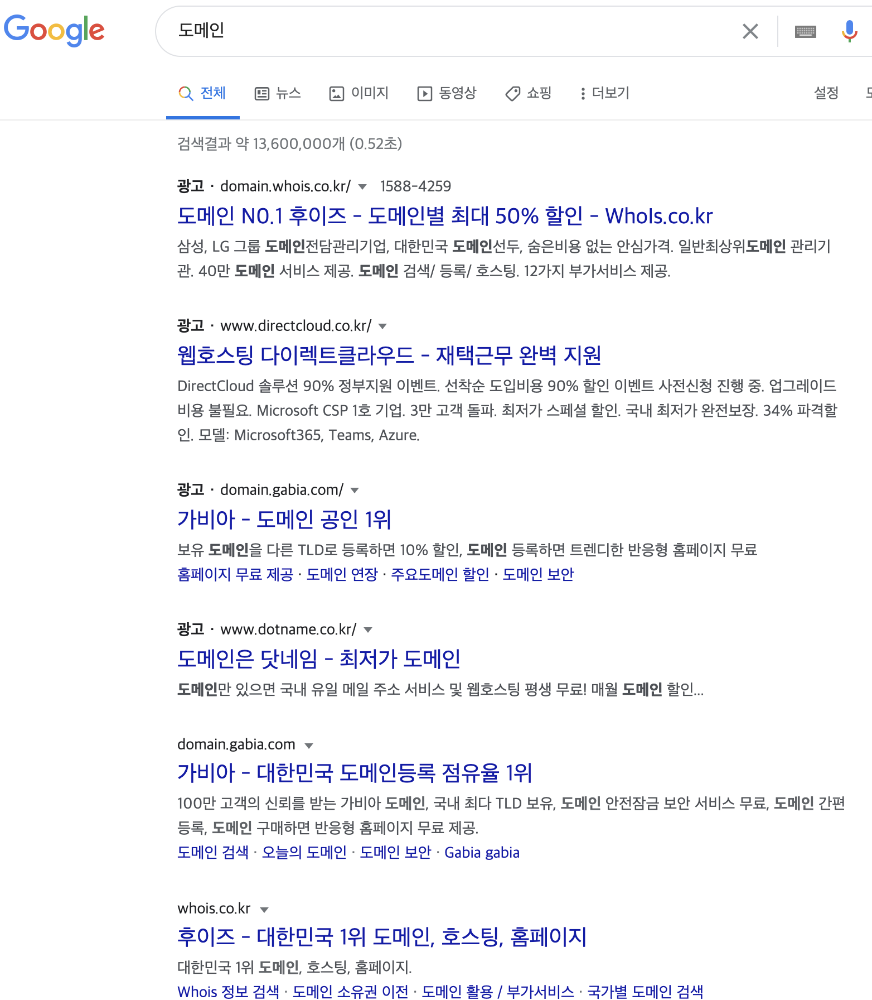 Google
도메인
전체 뉴스 이미지 동영상 쇼핑 더보기 설정
검색결과 약 13,600,000개 (0.52초)
광고 · domain.whois.co.kr/ 1588-4259
도메인 N0.1 후이즈 - 도메인별 최대 50% 할인 - WhoIs.co.kr
삼성, LG 그룹 도메인전담관리기업, 대한민국 도메인선두, 숨은비용 없는 안심가격. 일반최상위도메인 관리기
관. 40만 도메인 서비스 제공. 도메인 검색/ 등록/ 호스팅. 12가지 부가서비스 제공.
광고 · www.directcloud.co.kr/
웹호스팅 다이렉트클라우드 - 재택근무 완벽 지원
DirectCloud 솔루션 90% 정부지원 이벤트. 선착순 도입비용 90% 할인 이벤트 사전신청 진행 중. 업그레이드
비용 불필요. Microsoft CSP 1호 기업. 3만 고객 돌파. 최저가 스페셜 할인. 국내 최저가 완전보장. 34% 파격할
인. 모델: Microsoft365, Teams, Azure.
광고 · domain.gabia.com/
가비아 - 도메인 공인 1위
보유 도메인을 다른 TLD로 등록하면 10% 할인, 도메인 등록하면 트렌디한 반응형 홈페이지 무료
홈페이지 무료 제공 · 도메인 연장 · 주요도메인 할인 · 도메인 보안
광고 · www.dotname.co.kr/
도메인은 닷네임 - 최저가 도메인
도메인만 있으면 국내 유일 메일 주소 서비스 및 웹호스팅 평생 무료! 매월 도메인 할인...
domain.gabia.com
가비아 - 대한민국 도메인등록 점유율 1위
100만 고객의 신뢰를 받는 가비아 도메인, 국내 최다 TLD 보유, 도메인 안전잠금 보안 서비스 무료, 도메인 간편
등록, 도메인 구매하면 반응형 홈페이지 무료 제공.
도메인 검색 · 오늘의 도메인 · 도메인 보안 · Gabia gabia
whois.co.kr
후이즈 - 대한민국 1위 도메인, 호스팅, 홈페이지
대한민국 1위 도메인, 호스팅, 홈페이지.
Whois 정보 검색 · 도메인 소유권 이전 · 도메인 활용 / 부가서비스 · 국가별 도메인 검색